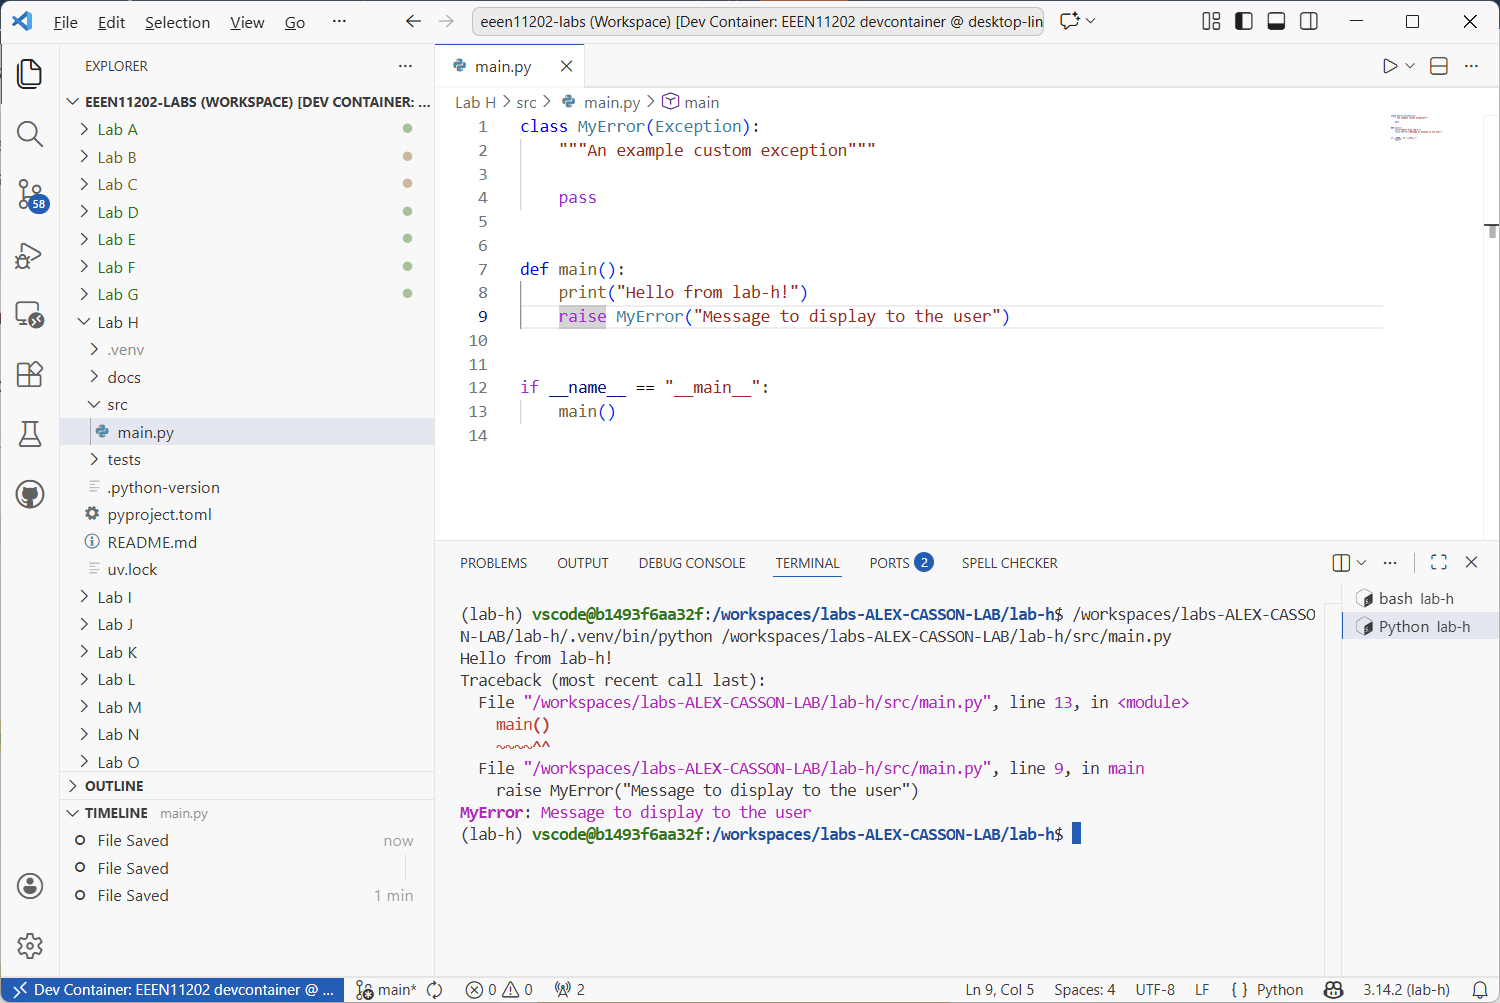 File Edit Selection View Go ···
eeen11202-labs (Workspace) [Dev Container: EEEN11202 devcontainer @ desktop-lin
EXPLORER ···
EEEN11202-LABS (WORKSPACE) [DEV CONTAINER: ...
Lab A
Lab B
Lab C
Lab D
Lab E
Lab F
Lab G
Lab H
.venv
docs
src
main.py
tests
.python-version
pyproject.toml
README.md
uv.lock
Lab I
Lab J
Lab K
Lab L
Lab M
Lab N
Lab O
OUTLINE
TIMELINE main.py
File Saved now
File Saved
File Saved 1 min
58
main.py
Lab H > src > main.py > main
1 class MyError(Exception):
2 """An example custom exception"""
3
4 pass
5
6
7 def main():
8 print("Hello from lab-h!")
9 raise MyError("Message to display to the user")
10
11
12 if __name__ == "__main__":
13 main()
14
PROBLEMS OUTPUT DEBUG CONSOLE TERMINAL PORTS 2 SPELL CHECKER
(lab-h) vscode@b1493f6aa32f:/workspaces/labs-ALEX-CASSON-LAB/lab-h$ /workspaces/labs-ALEX-CASSO
N-LAB/lab-h/.venv/bin/python /workspaces/labs-ALEX-CASSON-LAB/lab-h/src/main.py
Hello from lab-h!
Traceback (most recent call last):
File "/workspaces/labs-ALEX-CASSON-LAB/lab-h/src/main.py", line 13, in <module>
main()
~~~~^^
File "/workspaces/labs-ALEX-CASSON-LAB/lab-h/src/main.py", line 9, in main
raise MyError("Message to display to the user")
MyError: Message to display to the user
(lab-h) vscode@b1493f6aa32f:/workspaces/labs-ALEX-CASSON-LAB/lab-h$
bash lab-h
Python lab-h
Dev Container: EEEN11202 devcontainer @ ... main* 0 0 2 Ln 9, Col 5 Spaces: 4 UTF-8 LF { } Python 3.14.2 (lab-h)